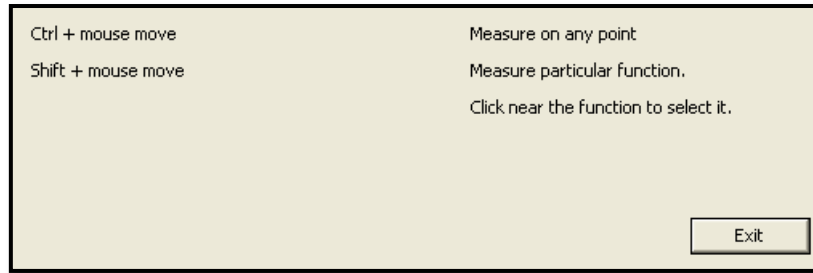 Ctrl + mouse move
Measure on any point
Shift + mouse move
Measure particular function.
Click near the function to select it.
Exit